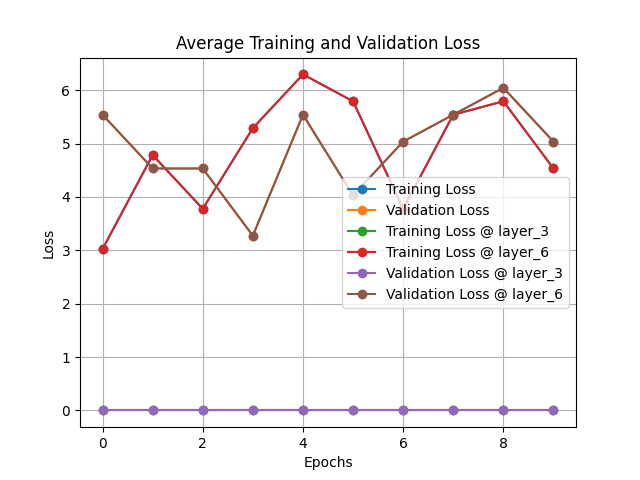 Average Training and Validation Loss
Loss
6
5
4
3
2
1
0
Training Loss
Validation Loss
Training Loss @ layer_3
Training Loss @ layer_6
Validation Loss @ layer_3
Validation Loss @ layer_6
0 2 4 6 8
Epochs